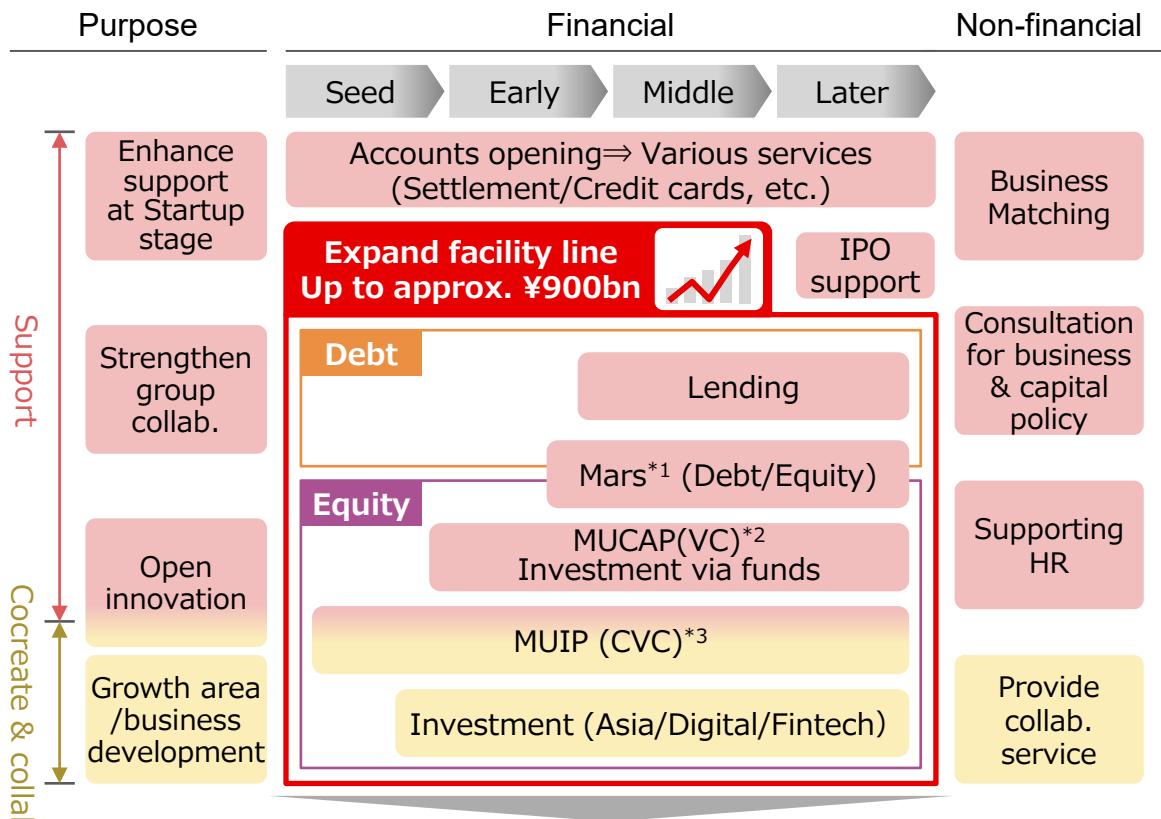 Purpose
Financial
Non-financial
Seed
Early
Middle
Later
Support
Cocreate & collab
Enhance
support
at Startup
stage
Strengthen
group
collab.
Open
innovation
Growth area
/business
development
Accounts opening⇒ Various services
(Settlement/Credit cards, etc.)
Expand facility line
Up to approx. ¥900bn
IPO
support
Debt
Lending
Mars*1 (Debt/Equity)
Equity
MUCAP(VC)*2
Investment via funds
MUIP (CVC)*3
Investment (Asia/Digital/Fintech)
Business
Matching
Consultation
for business
& capital
policy
Supporting
HR
Provide
collab.
service